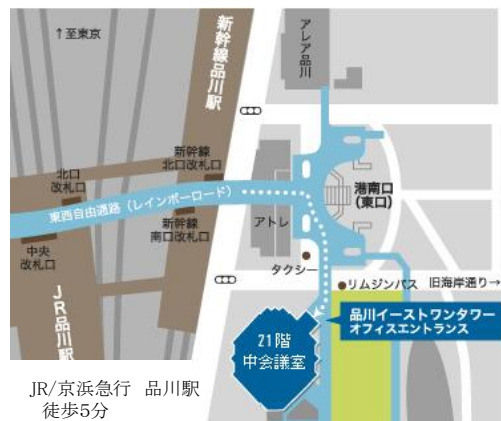 ↑至東京
新幹線品川駅
アレア品川
北口
改札口
新幹線
北口改札口
東西自由通路(レインボーロード)
中央
改札口
新幹線
南口改札口
アトレ
港南口
(東口)
タクシー
リムジンバス
旧海岸通り→
JR品川駅
品川イーストワンタワー
オフィスエントランス
21階
中会議室
JR/京浜急行 品川駅
徒歩5分